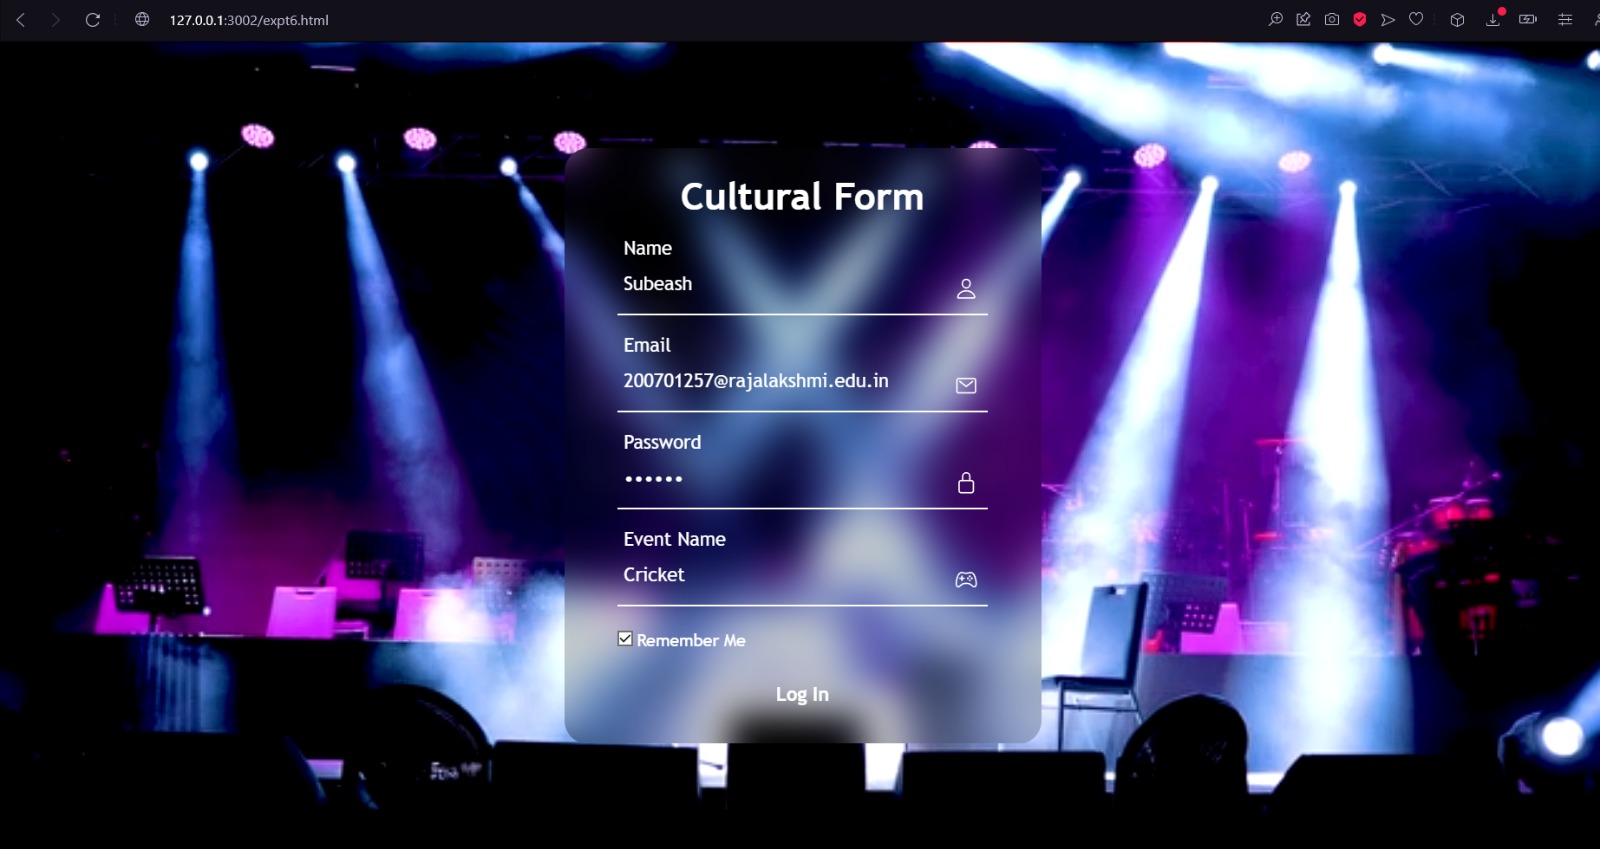 127.0.0.1:3002/expt6.html
Cultural Form
Name
Subeash
Email
200701257@rajalakshmi.edu.in
Password
••••••
Event Name
Cricket
Remember Me
Log In